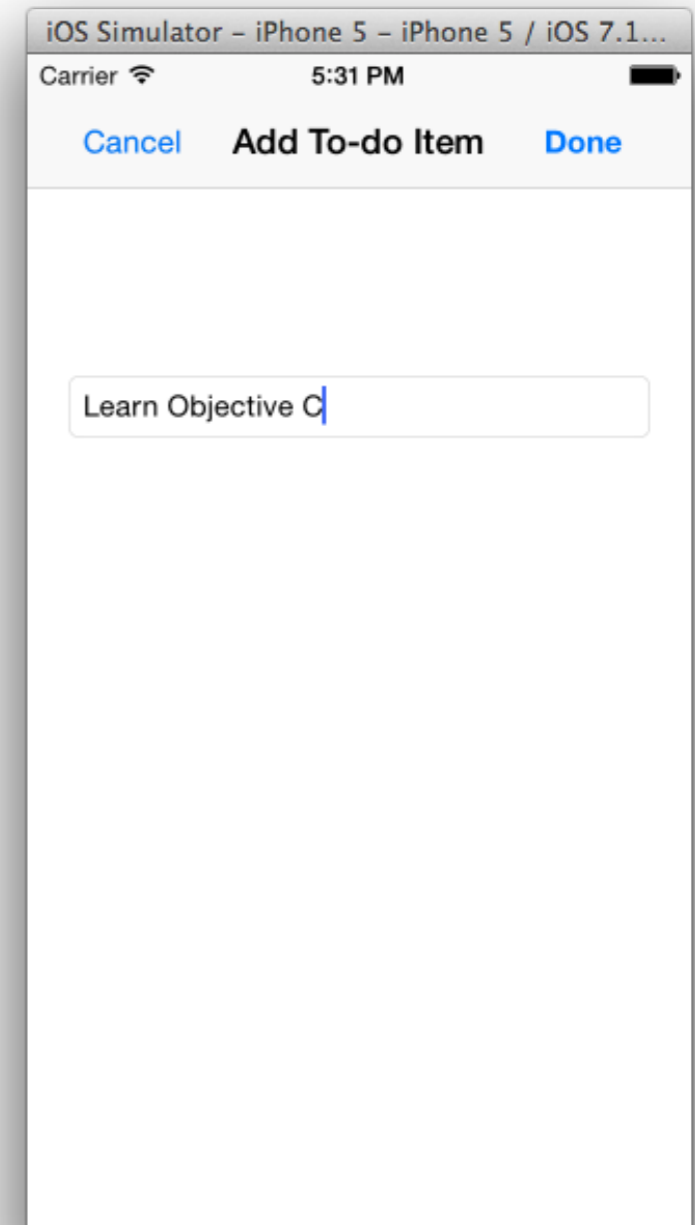 iOS Simulator – iPhone 5 – iPhone 5 / iOS 7.1...
Carrier 5:31 PM
Cancel Add To-do Item Done
Learn Objective C